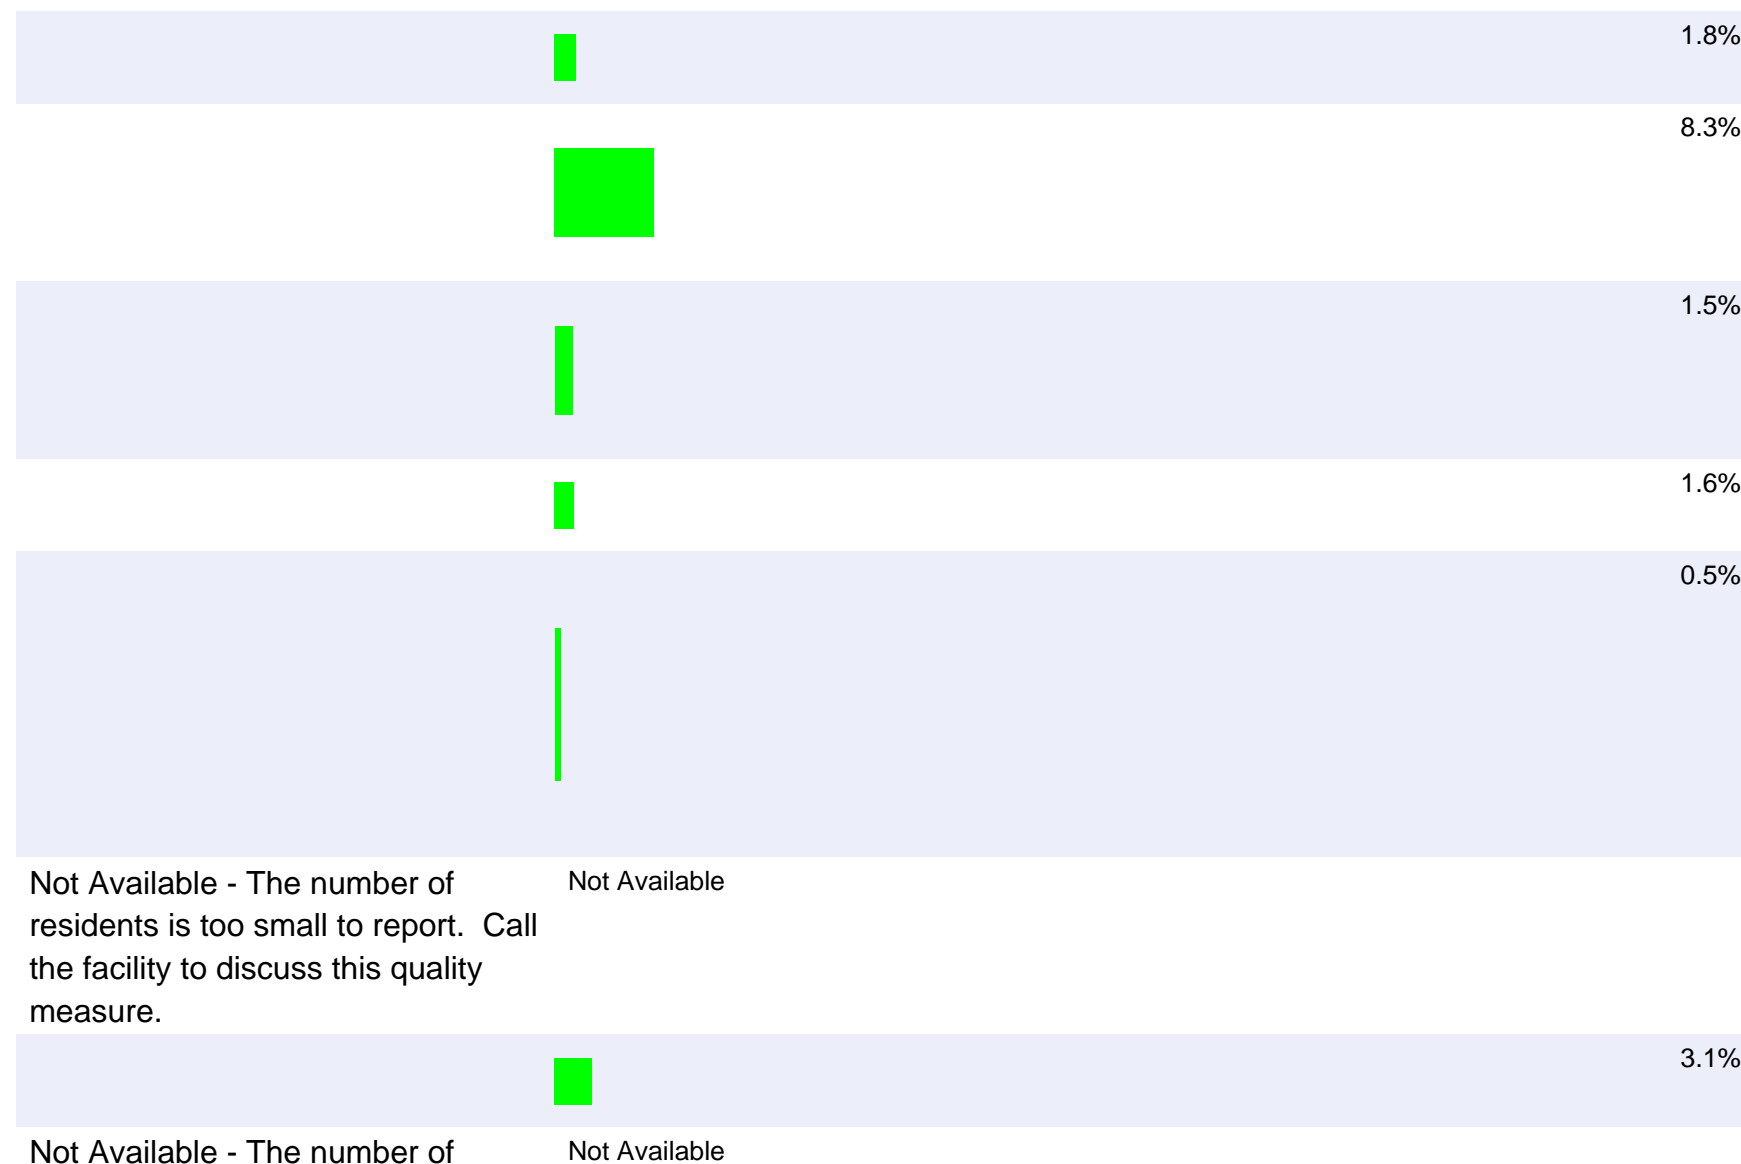 1.8%
8.3%
1.5%
1.6%
0.5%
Not Available - The number of
residents is too small to report.  Call
the facility to discuss this quality
measure.
Not Available
3.1%
Not Available - The number of
Not Available